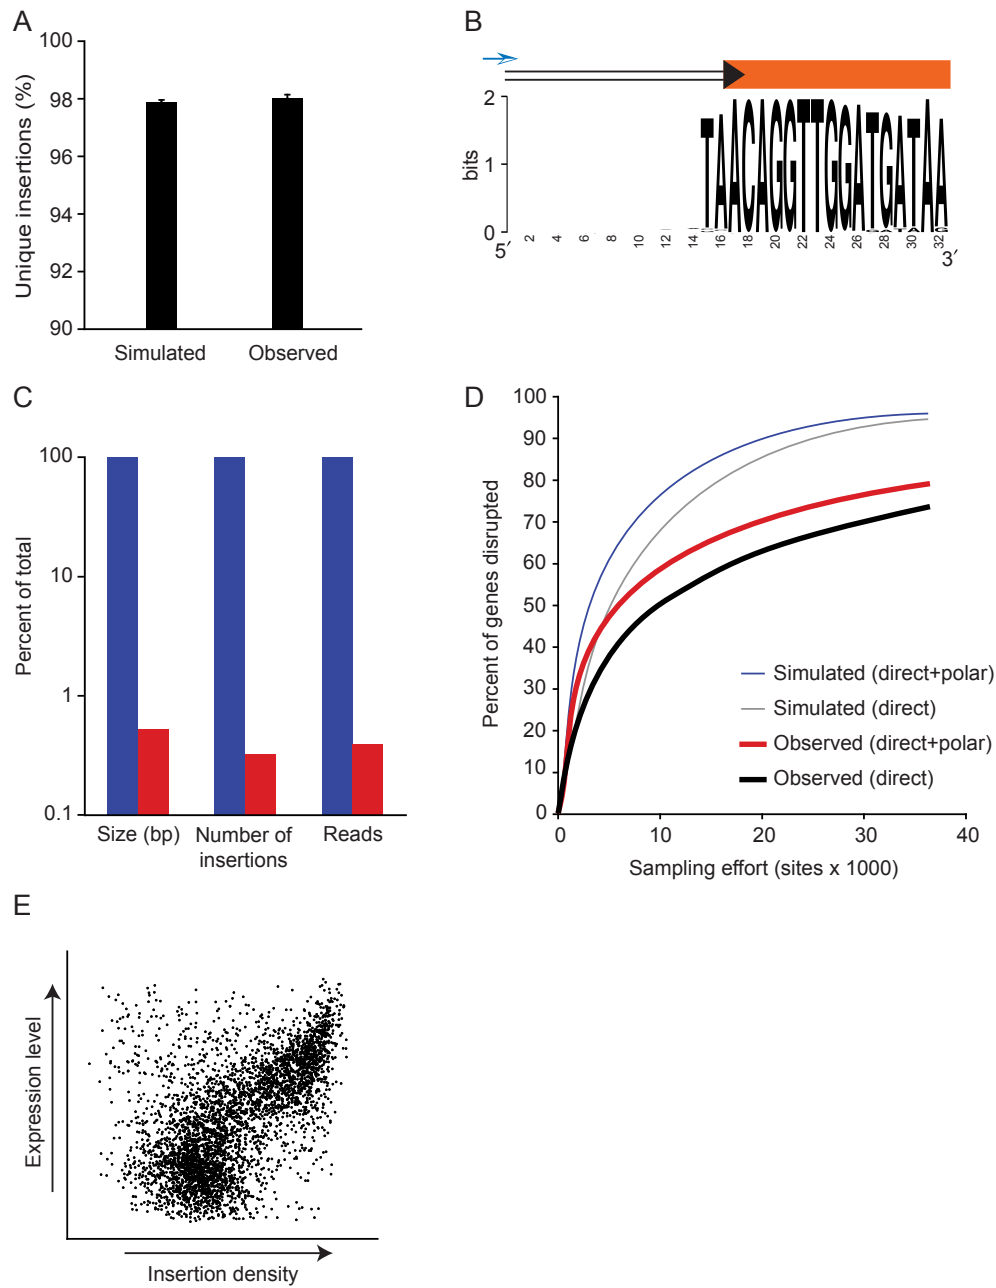 A
100
98
96
94
92
90
Unique insertions (%)
Simulated Observed
B
2
1
0
bits
TAACAGGTTGGATGATAA
5′ 2 4 6 8 10 12 14 16 18 20 22 24 26 28 30 32 3′
C
100
10
1
0.1
Percent of total
Size (bp) Number of insertions Reads
D
100
90
80
70
60
50
40
30
20
10
0
Percent of genes disrupted
Simulated (direct+polar)
Simulated (direct)
Observed (direct+polar)
Observed (direct)
0 10 20 30 40
Sampling effort (sites x 1000)
E
Expression level
Insertion density